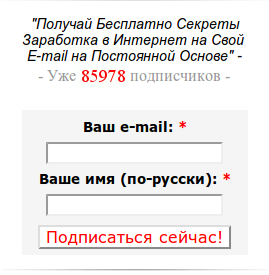 "Получай Бесплатно Секреты
Заработка в Интернет на Свой
E-mail на Постоянной Основе" -
- Уже 85978 подписчиков -
Ваш e-mail: *
Ваше имя (по-русски): *
Подписаться сейчас!